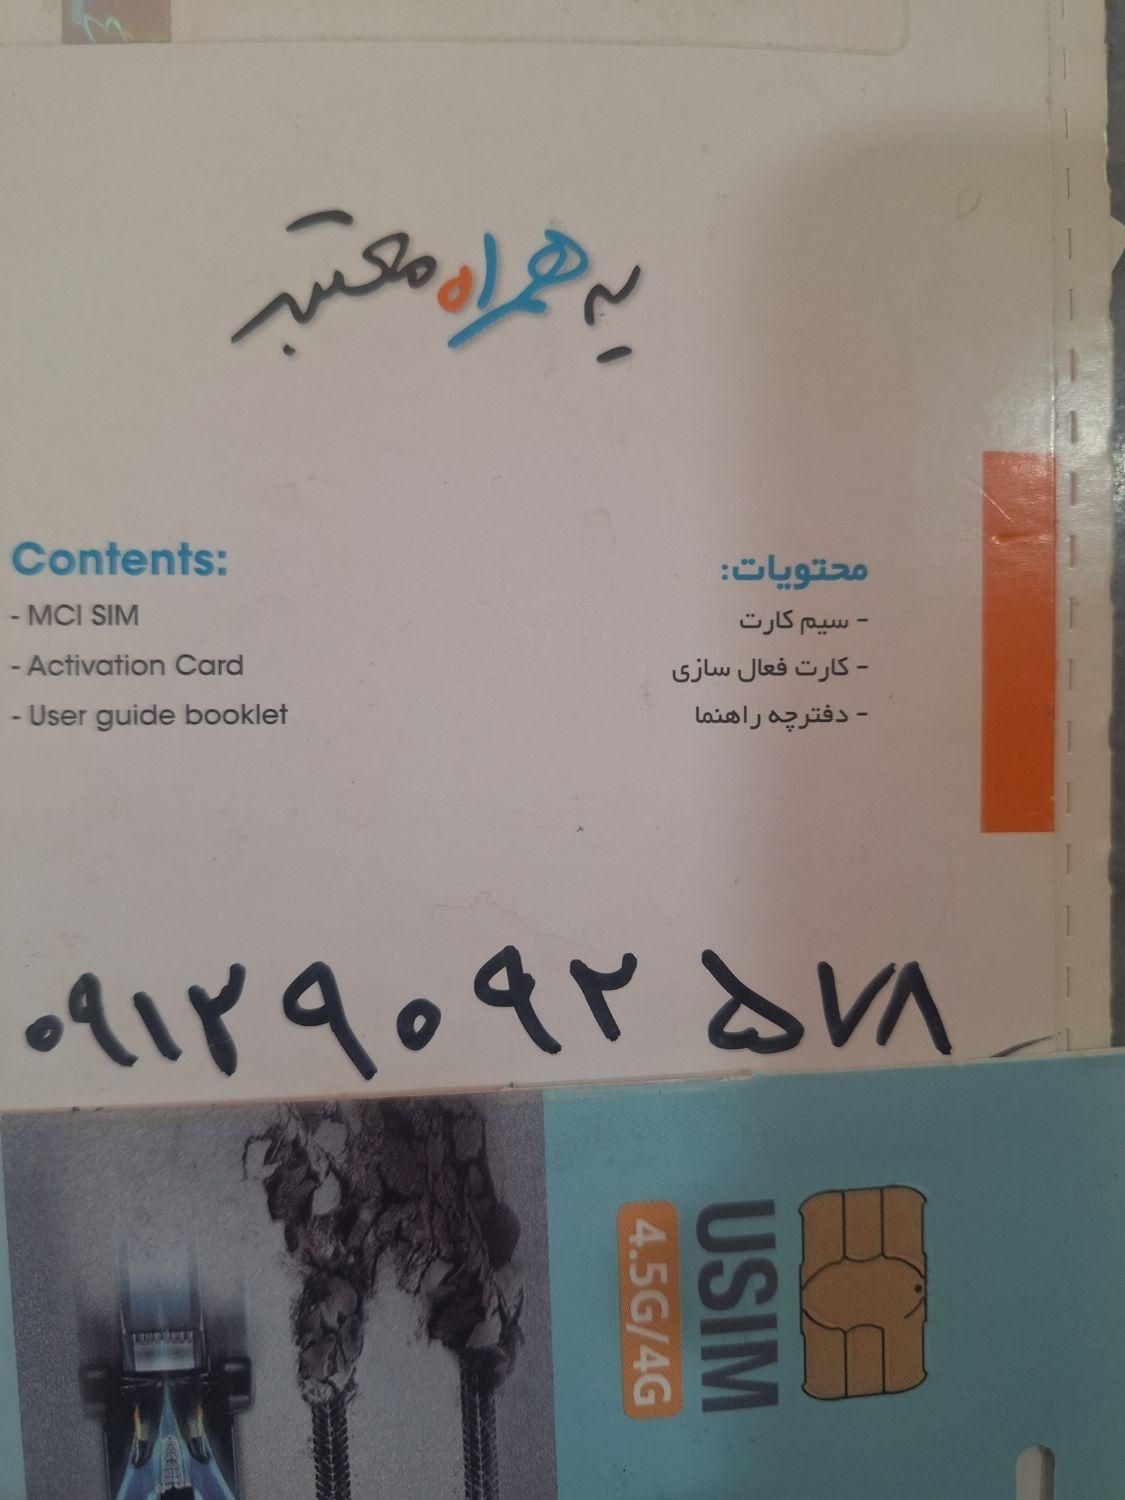 یه همراه معتبر
Contents:
- MCI SIM
- Activation Card
- User guide booklet
محتویات:
- سیم کارت
- کارت فعال سازی
- دفترچه راهنما
۰۹۱۲۹۰۹۲۵۷۸
USIM
4.5G/4G